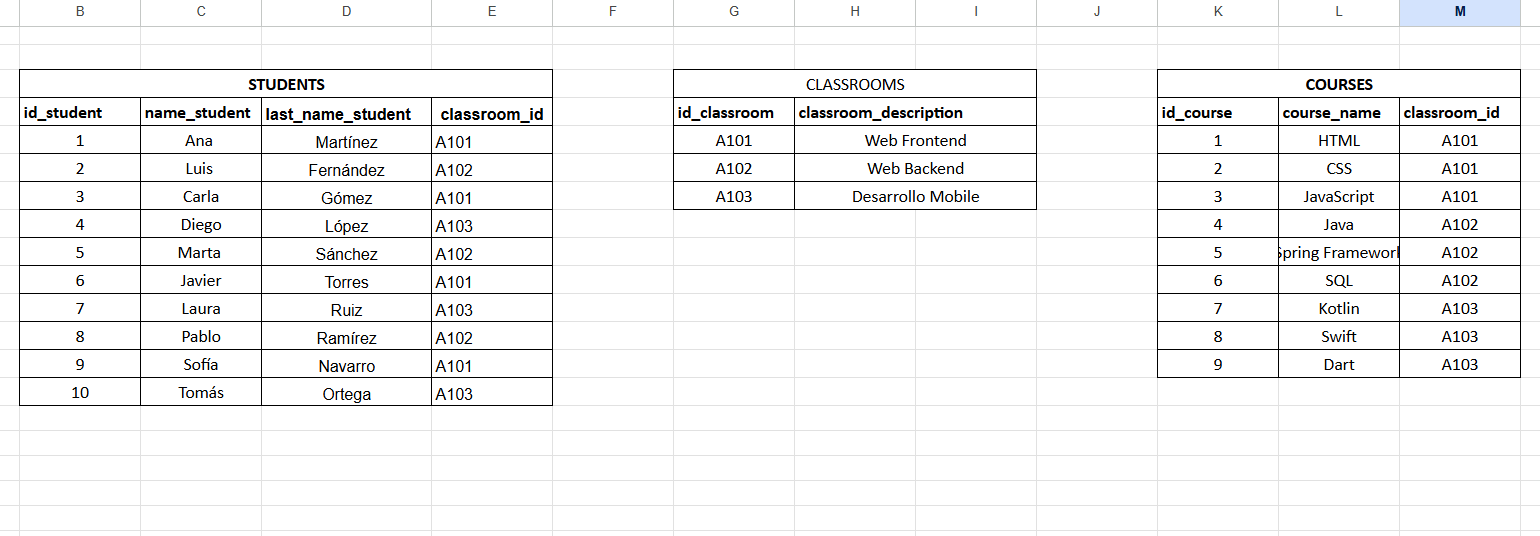 B C E D F G H I J K L M
STUDENTS CLASSROOMS COURSES
id_student name_student last_name_student classroom_id id_classroom classroom_description id_course course_name classroom_id
1 Ana Martínez A101 A101 Web Frontend 1 HTML A101
2 Luis Fernández A102 A102 Web Backend 2 CSS A101
3 Carla Gómez A101 A103 Desarrollo Mobile 3 JavaScript A101
4 Diego López A103 4 Java A102
5 Marta Sánchez A102 5 Spring Framework A102
6 Javier Torres A101 6 SQL A102
7 Laura Ruiz A103 7 Kotlin A103
8 Pablo Ramírez A102 8 Swift A103
9 Sofía Navarro A101 9 Dart A103
10 Tomás Ortega A103